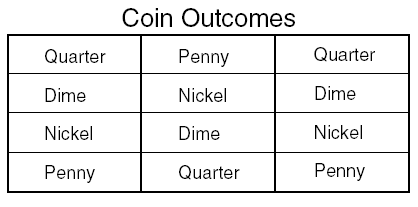 Coin Outcomes
Quarter Penny Quarter
Dime Nickel Dime
Nickel Dime Nickel
Penny Quarter Penny